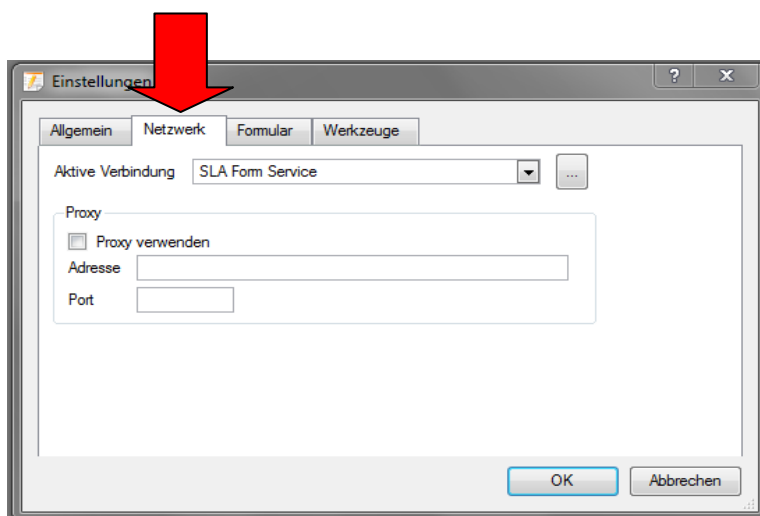 Einstellungen
? X
Allgemein Netzwerk Formular Werkzeuge
Aktive Verbindung SLA Form Service ...
Proxy
Proxy verwenden
Adresse
Port
OK Abbrechen